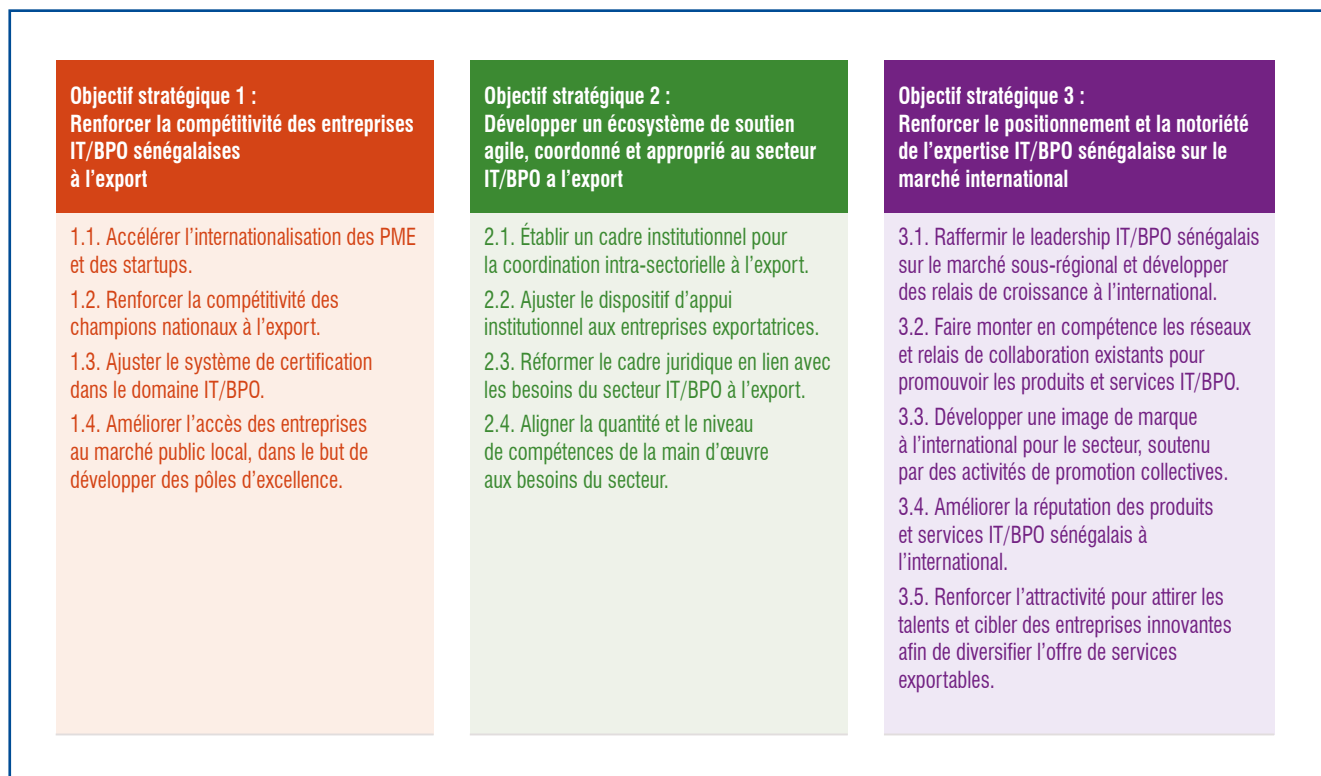 Objectif stratégique 1 :
Renforcer la compétitivité des entreprises
IT/BPO sénégalaises
à l’export
1.1. Accélérer l’internationalisation des PME
et des startups.
1.2. Renforcer la compétitivité des
champions nationaux à l’export.
1.3. Ajuster le système de certification
dans le domaine IT/BPO.
1.4. Améliorer l’accès des entreprises
au marché public local, dans le but de
développer des pôles d’excellence.
Objectif stratégique 2 :
Développer un écosystème de soutien
agile, coordonné et approprié au secteur
IT/BPO a l’export
2.1. Établir un cadre institutionnel pour
la coordination intra-sectorielle à l’export.
2.2. Ajuster le dispositif d’appui
institutionnel aux entreprises exportatrices.
2.3. Réformer le cadre juridique en lien avec
les besoins du secteur IT/BPO à l’export.
2.4. Aligner la quantité et le niveau
de compétences de la main d’œuvre
aux besoins du secteur.
Objectif stratégique 3 :
Renforcer le positionnement et la notoriété
de l’expertise IT/BPO sénégalaise sur le
marché international
3.1. Raffermir le leadership IT/BPO sénégalais
sur le marché sous-régional et développer
des relais de croissance à l’international.
3.2. Faire monter en compétence les réseaux
et relais de collaboration existants pour
promouvoir les produits et services IT/BPO.
3.3. Développer une image de marque
à l’international pour le secteur, soutenu
par des activités de promotion collectives.
3.4. Améliorer la réputation des produits
et services IT/BPO sénégalais à
l’international.
3.5. Renforcer l’attractivité pour attirer les
talents et cibler des entreprises innovantes
afin de diversifier l’offre de services
exportables.